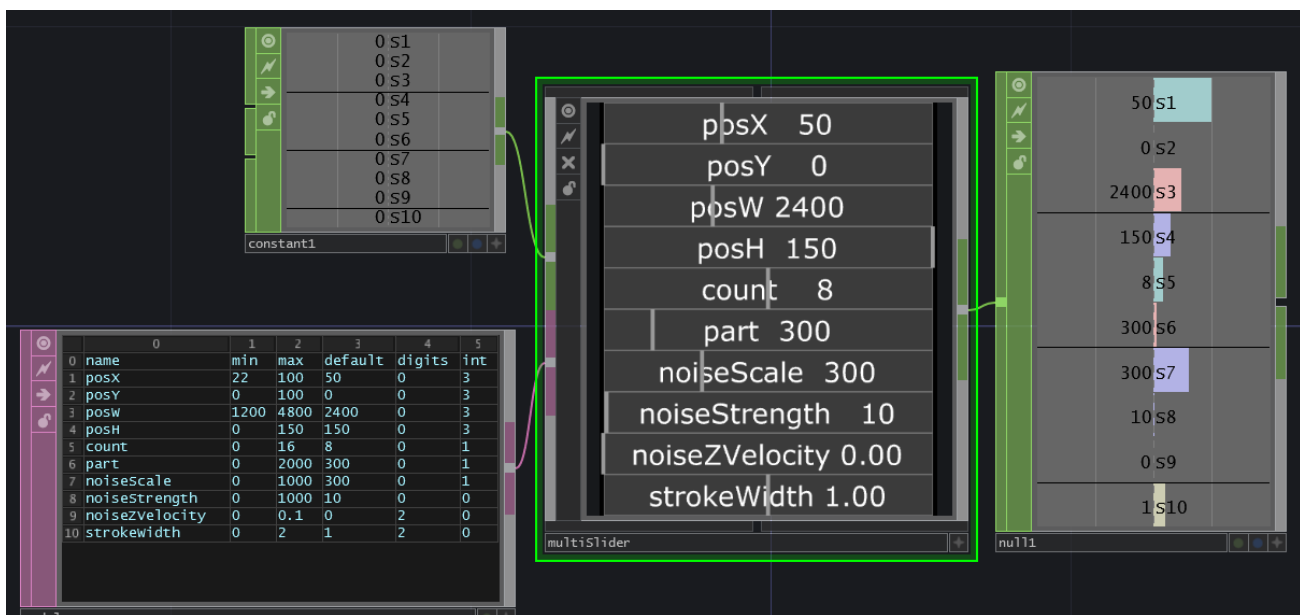 0 s1
0 s2
0 s3
0 s4
0 s5
0 s6
0 s7
0 s8
0 s9
0 s10
constant1
0 1 2 3 4 5
0 name min max default digits int
1 posX 22 100 50 0 3
2 posY 0 100 0 0 3
3 posW 1200 4800 2400 0 3
4 posH 0 150 150 0 3
5 count 0 16 8 0 1
6 part 0 2000 300 0 1
7 noiseScale 0 1000 300 0 1
8 noiseStrength 0 1000 10 0 0
9 noiseZVelocity 0 0.1 0 2 0
10 strokeWidth 0 2 1 2 0
posX 50
posY 0
posW 2400
posH 150
count 8
part 300
noiseScale 300
noiseStrength 10
noiseZVelocity 0.00
strokeWidth 1.00
multiSlider
50 s1
0 s2
2400 s3
150 s4
8 s5
300 s6
300 s7
10 s8
0 s9
1 s10
null1